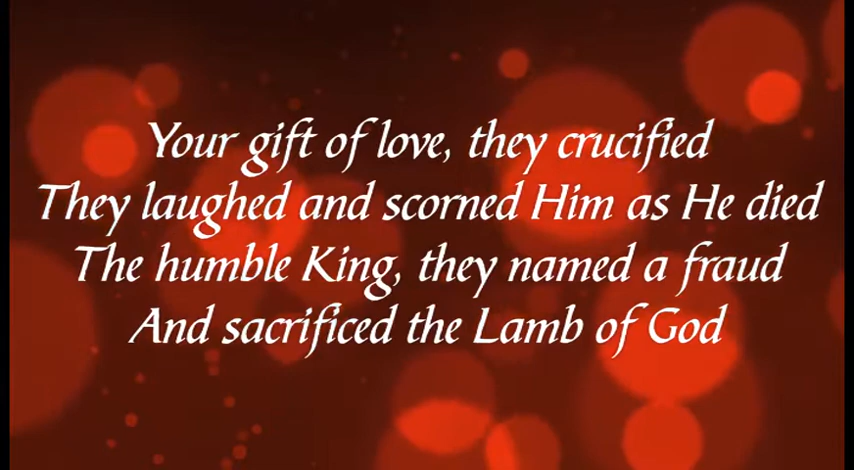 Your gift of love, they crucified
They laughed and scorned Him as He died
The humble King, they named a fraud
And sacrificed the Lamb of God